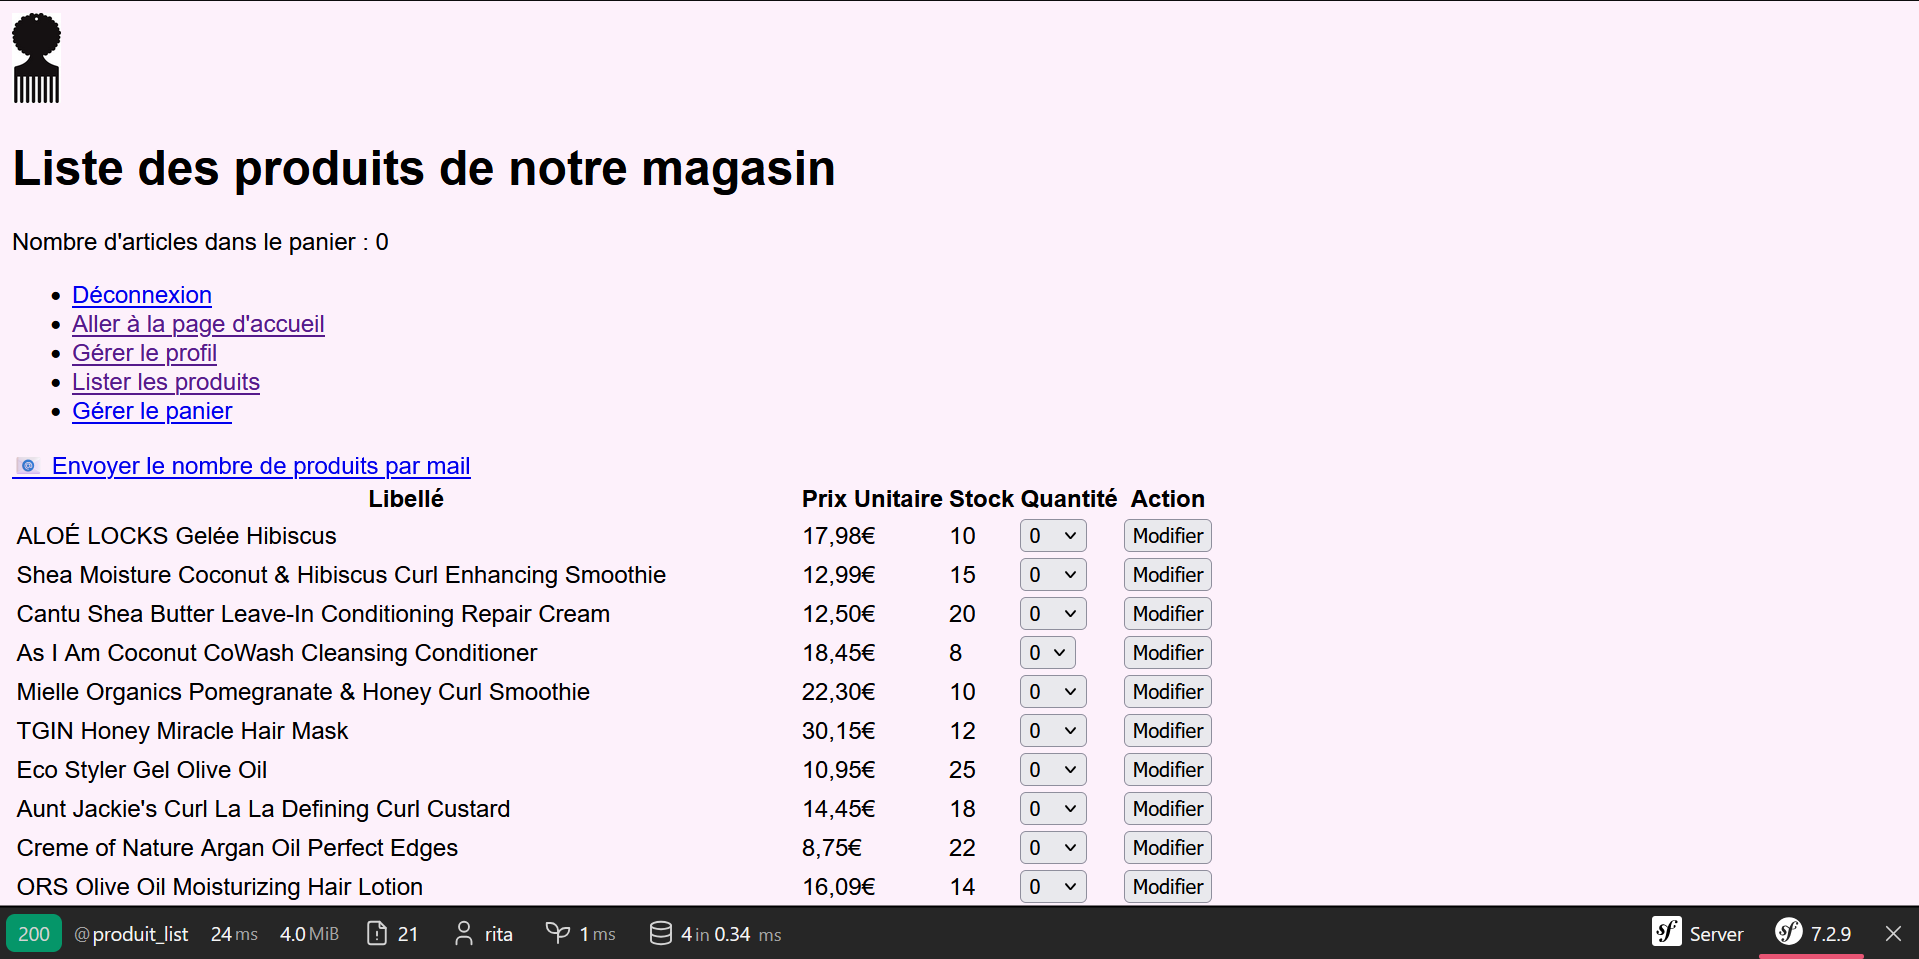 Liste des produits de notre magasin
Nombre d'articles dans le panier : 0
Déconnexion
Aller à la page d'accueil
Gérer le profil
Lister les produits
Gérer le panier
Envoyer le nombre de produits par mail
Libellé Prix Unitaire Stock Quantité Action
ALOÉ LOCKS Gelée Hibiscus 17,98€ 10 0 Modifier
Shea Moisture Coconut & Hibiscus Curl Enhancing Smoothie 12,99€ 15 0 Modifier
Cantu Shea Butter Leave-In Conditioning Repair Cream 12,50€ 20 0 Modifier
As I Am Coconut CoWash Cleansing Conditioner 18,45€ 8 0 Modifier
Mielle Organics Pomegranate & Honey Curl Smoothie 22,30€ 10 0 Modifier
TGIN Honey Miracle Hair Mask 30,15€ 12 0 Modifier
Eco Styler Gel Olive Oil 10,95€ 25 0 Modifier
Aunt Jackie's Curl La La Defining Curl Custard 14,45€ 18 0 Modifier
Creme of Nature Argan Oil Perfect Edges 8,75€ 22 0 Modifier
ORS Olive Oil Moisturizing Hair Lotion 16,09€ 14 0 Modifier
200 @produit_list 24 ms 4.0 MiB 21 rita 1 ms 4 in 0.34 ms sf Server sf 7.2.9